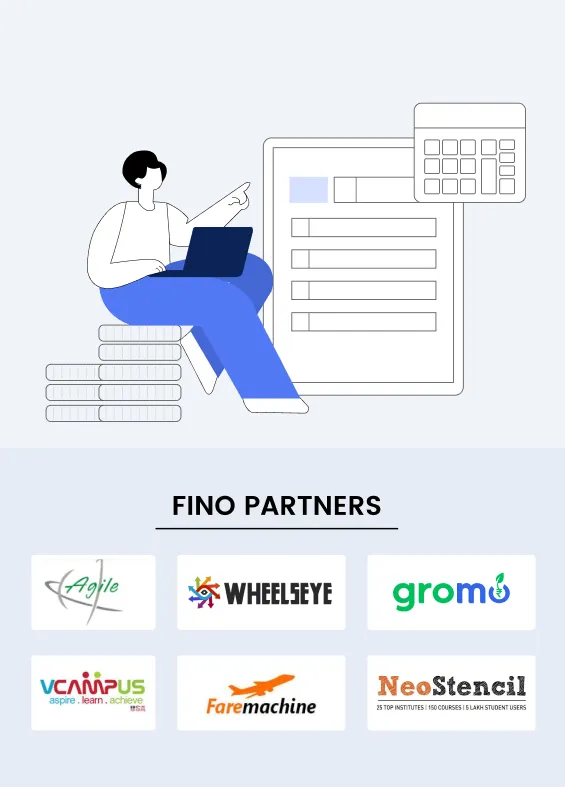 FINO PARTNERS
Agile
WHEELSEYE
gromo
VCAMPUS
aspire . learn . achieve
Faremachine
NeoStencil
25 TOP INSTITUTES | 150 COURSES | 5 LAKH STUDENT USERS